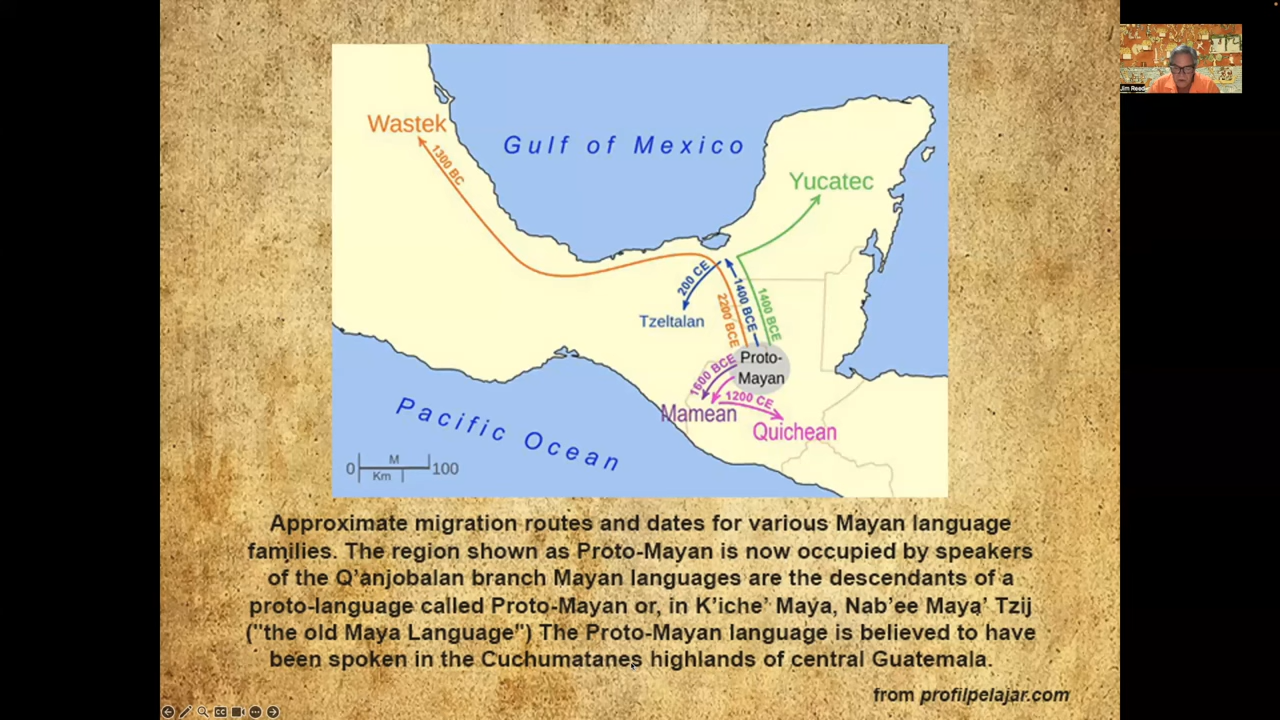 Jim Reede
Wastek
1300 BC
Gulf of Mexico
Yucatec
200 CE
1400 BCE
1400 BCE
2200 BCE
Tzeltalan
Proto-
Mayan
1600 BCE
1200 CE
Mamean
Quichean
Pacific Ocean
M
0 100
Km
Approximate migration routes and dates for various Mayan language
families. The region shown as Proto-Mayan is now occupied by speakers
of the Q'anjobalan branch Mayan languages are the descendants of a
proto-language called Proto-Mayan or, in K'iche' Maya, Nab'ee Maya' Tzij
("the old Maya Language") The Proto-Mayan language is believed to have
been spoken in the Cuchumatanes highlands of central Guatemala.
from profilpelajar.com